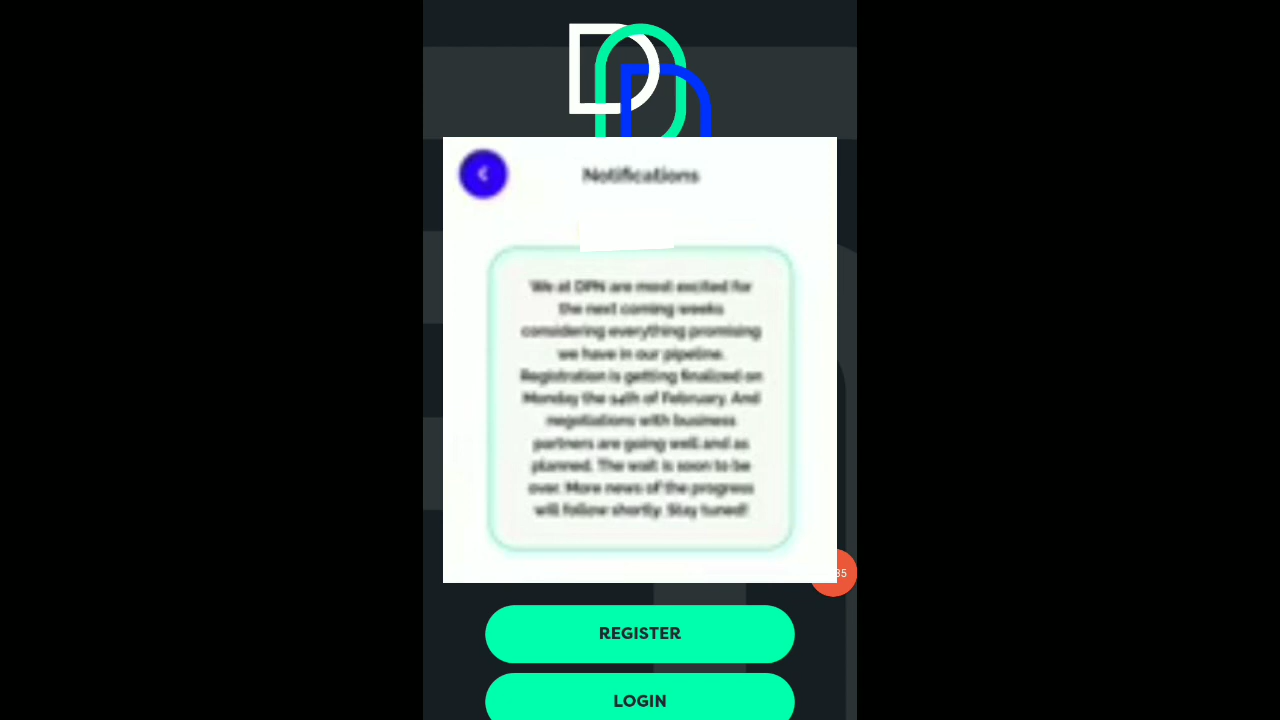 Notifications
We at DPN are most excited for
the next coming weeks
considering everything promising
we have in our pipeline.
Registration is getting finalized on
Monday the 14th of February. And
negotiations with business
partners are going well and as
planned. The wait is soon to be
over. More news of the progress
will follow shortly. Stay tuned!
35
REGISTER
LOGIN